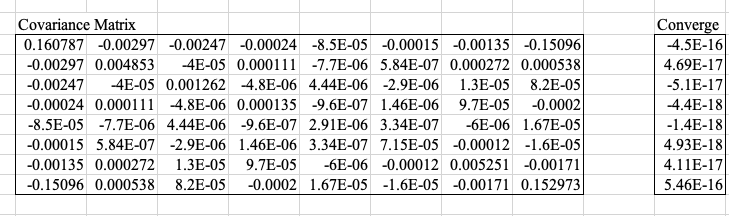 Covariance Matrix Converge
0.160787 -0.00297 -0.00247 -0.00024 -8.5E-05 -0.00015 -0.00135 -0.15096 -4.5E-16
-0.00297 0.004853 -4E-05 0.000111 -7.7E-06 5.84E-07 0.000272 0.000538 4.69E-17
-0.00247 -4E-05 0.001262 -4.8E-06 4.44E-06 -2.9E-06 1.3E-05 8.2E-05 -5.1E-17
-0.00024 0.000111 -4.8E-06 0.000135 -9.6E-07 1.46E-06 9.7E-05 -0.0002 -4.4E-18
-8.5E-05 -7.7E-06 4.44E-06 -9.6E-07 2.91E-06 3.34E-07 -6E-06 1.67E-05 -1.4E-18
-0.00015 5.84E-07 -2.9E-06 1.46E-06 3.34E-07 7.15E-05 -0.00012 -1.6E-05 4.93E-18
-0.00135 0.000272 1.3E-05 9.7E-05 -6E-06 -0.00012 0.005251 -0.00171 4.11E-17
-0.15096 0.000538 8.2E-05 -0.0002 1.67E-05 -1.6E-05 -0.00171 0.152973 5.46E-16